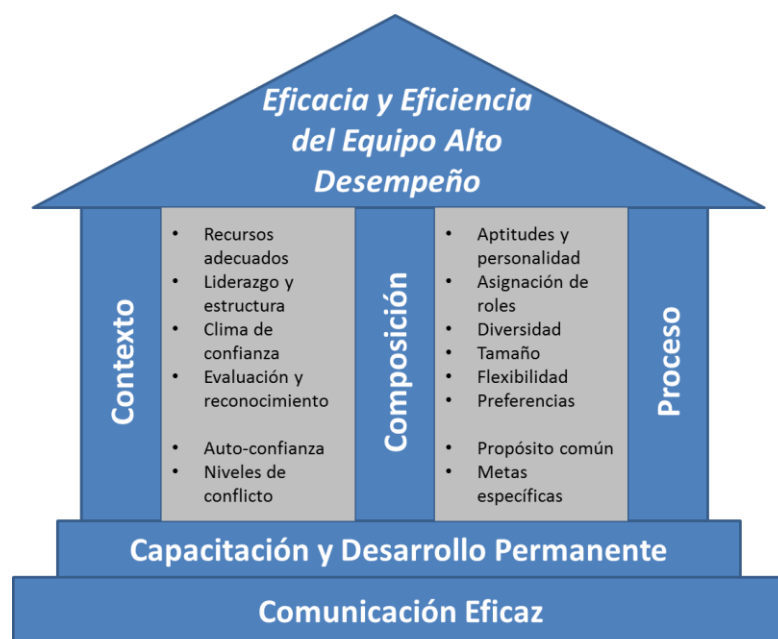 Eficacia y Eficiencia
del Equipo Alto
Desempeño
Contexto
• Recursos
adecuados
• Liderazgo y
estructura
• Clima de
confianza
• Evaluación y
reconocimiento
• Auto-confianza
• Niveles de
conflicto
Composición
• Aptitudes y
personalidad
• Asignación de
roles
• Diversidad
• Tamaño
• Flexibilidad
• Preferencias
• Propósito común
• Metas
específicas
Proceso
Capacitación y Desarrollo Permanente
Comunicación Eficaz